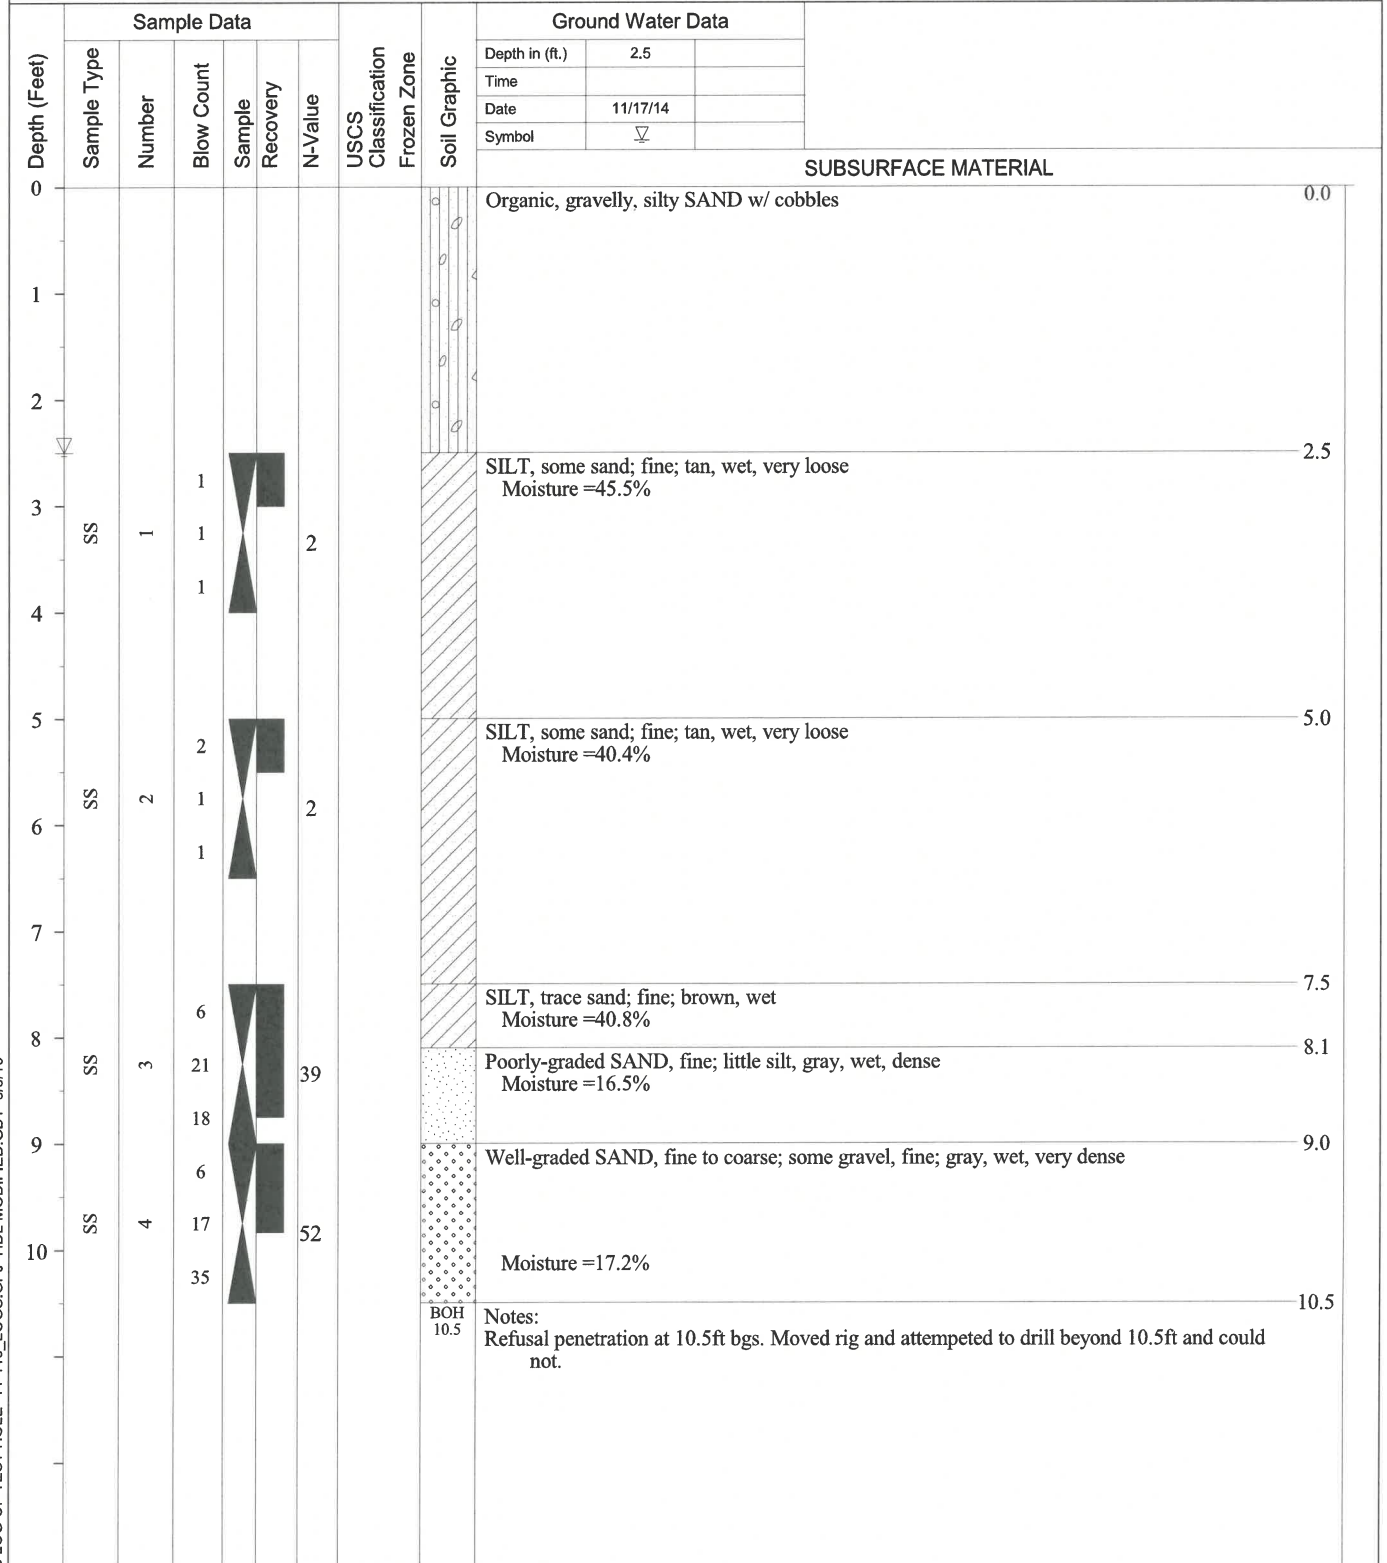 Sample Data
Ground Water Data
Depth (Feet)
Sample Type
Number
Blow Count
Sample
Recovery
N-Value
USCS
Classification
Frozen Zone
Soil Graphic
Depth in (ft.) 2.5
Time
Date 11/17/14
Symbol
SUBSURFACE MATERIAL
0 Organic, gravelly, silty SAND w/ cobbles 0.0
1
2
2.5
SILT, some sand; fine; tan, wet, very loose
1 Moisture =45.5%
3
SS 1 1 2
1
4
5 5.0
SILT, some sand; fine; tan, wet, very loose
2 Moisture =40.4%
SS 2 1 2
6
1
7
7.5
SILT, trace sand; fine; brown, wet
6 Moisture =40.8%
8 8.1
SS 3 21 39 Poorly-graded SAND, fine; little silt, gray, wet, dense
Moisture =16.5%
18
9 9.0
6 Well-graded SAND, fine to coarse; some gravel, fine; gray, wet, very dense
SS 4 17 52
10 Moisture =17.2%
35
10.5
BOH
10.5
Notes:
Refusal penetration at 10.5ft bgs. Moved rig and attempeted to drill beyond 10.5ft and could
not.